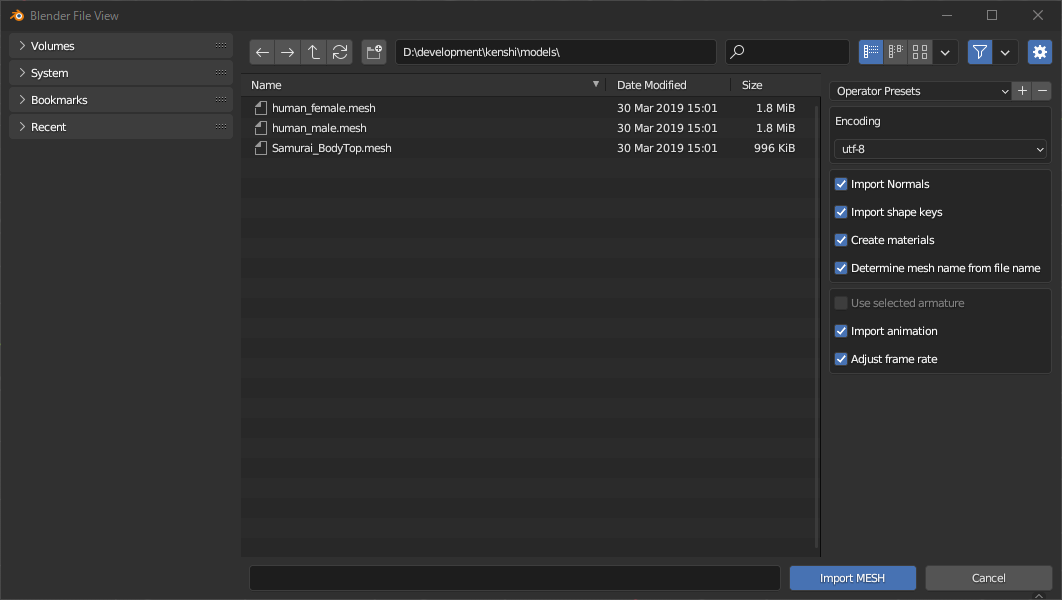 Blender File View
Volumes
System
Bookmarks
Recent
D:\development\kenshi\models\
Name Date Modified Size
human_female.mesh 30 Mar 2019 15:01 1.8 MiB
human_male.mesh 30 Mar 2019 15:01 1.8 MiB
Samurai_BodyTop.mesh 30 Mar 2019 15:01 996 KiB
Operator Presets
Encoding
utf-8
Import Normals
Import shape keys
Create materials
Determine mesh name from file name
Use selected armature
Import animation
Adjust frame rate
Import MESH
Cancel